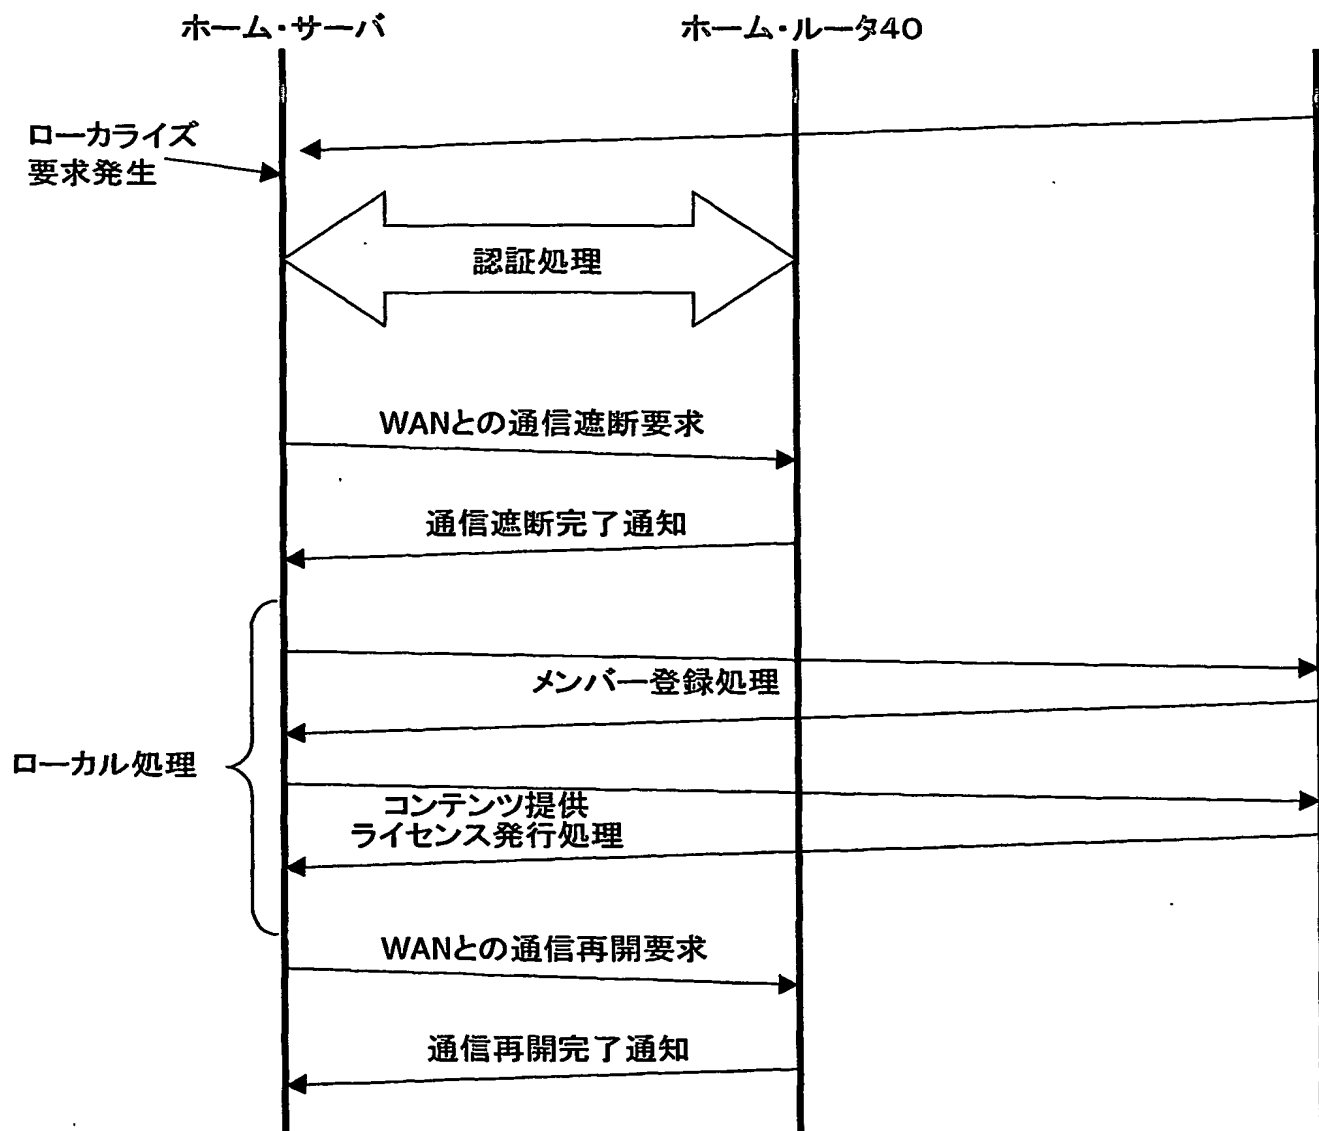 ホーム・サーバ
ホーム・ルータ40
ローカライズ
要求発生
認証処理
WANとの通信遮断要求
通信遮断完了通知
メンバー登録処理
ローカル処理
コンテンツ提供
ライセンス発行処理
WANとの通信再開要求
通信再開完了通知